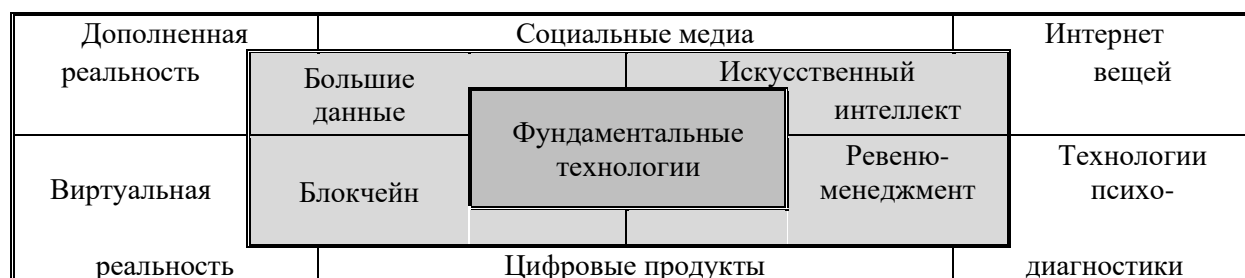 Дополненная
реальность
Социальные медиа
Интернет
вещей
Большие
данные
Искусственный
интеллект
Фундаментальные
технологии
Виртуальная
реальность
Блокчейн
Ревеню-
менеджмент
Технологии
психо-
диагностики
Цифровые продукты